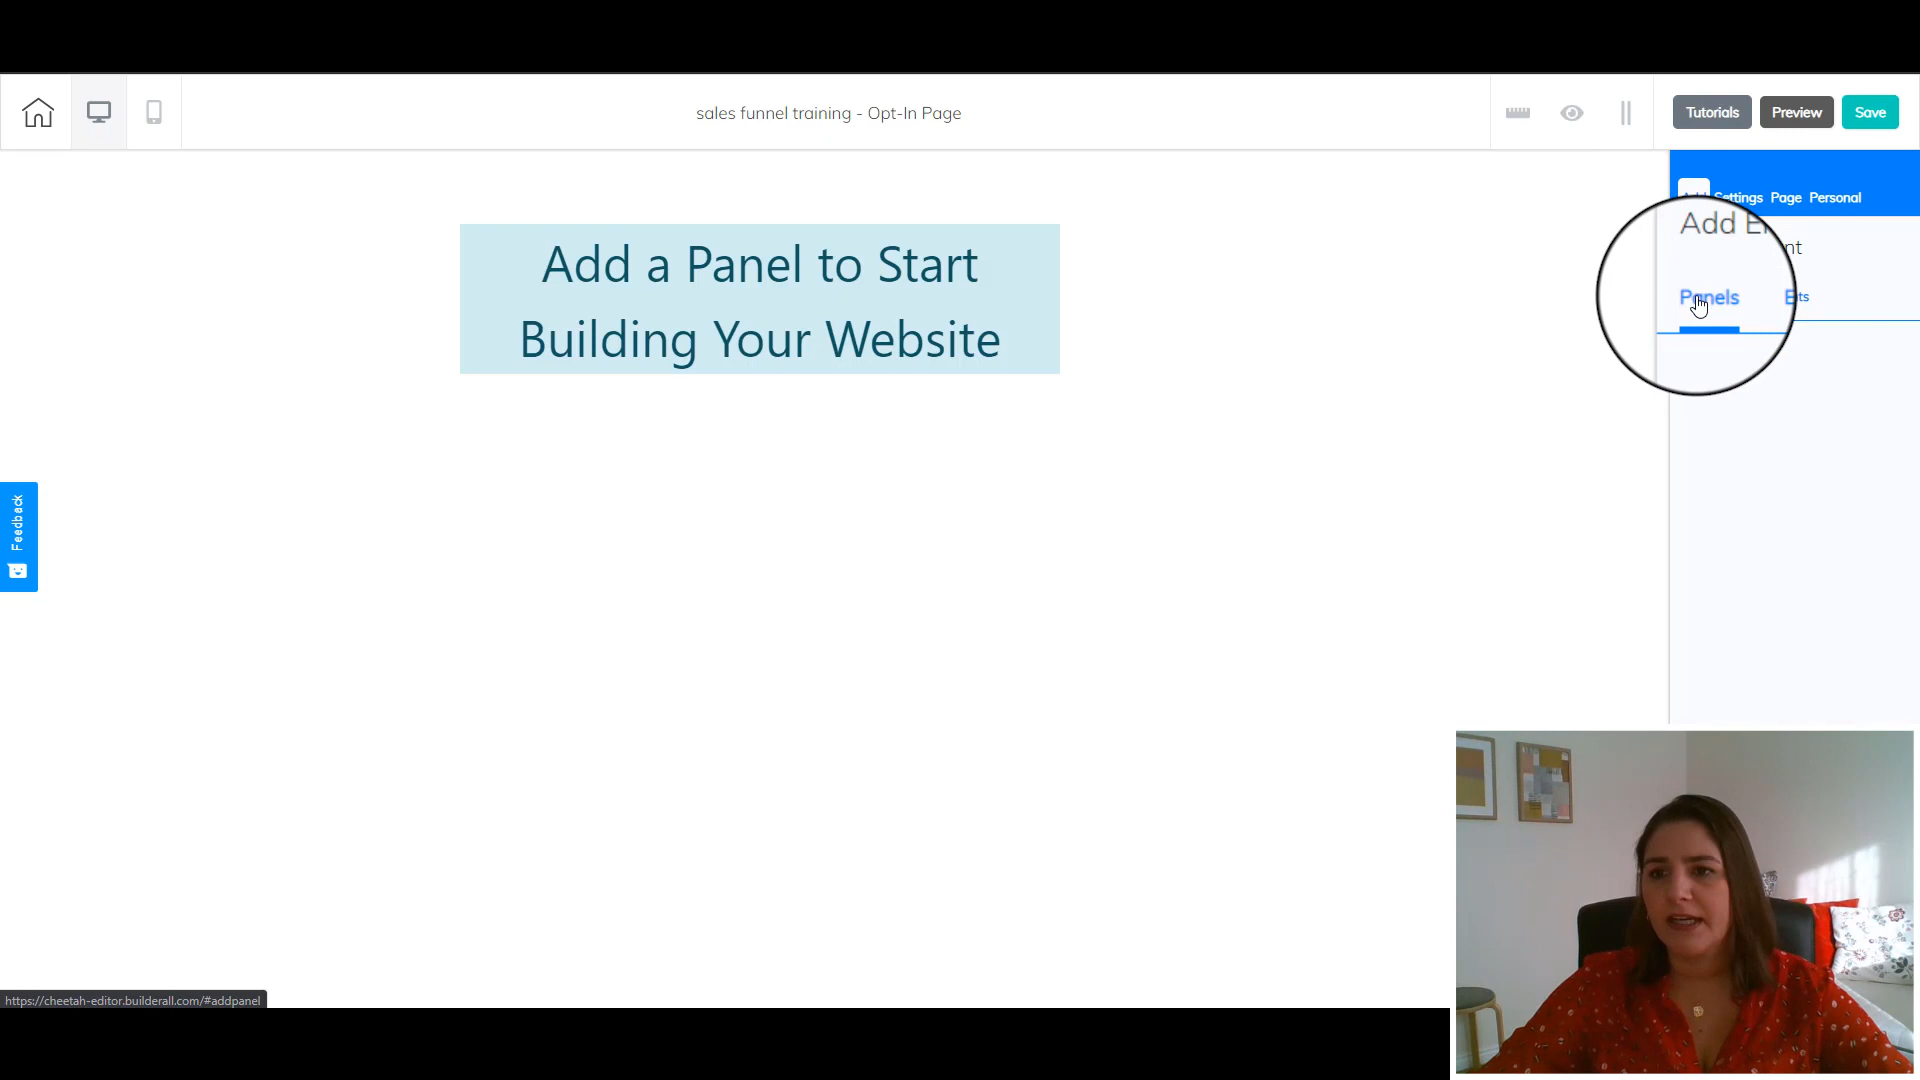 sales funnel training - Opt-In Page
Tutorials
Preview
Save
Settings Page Personal
Add
Panels
Add a Panel to Start
Building Your Website
Feedback
https://cheetah-editor.builderall.com/#addpanel